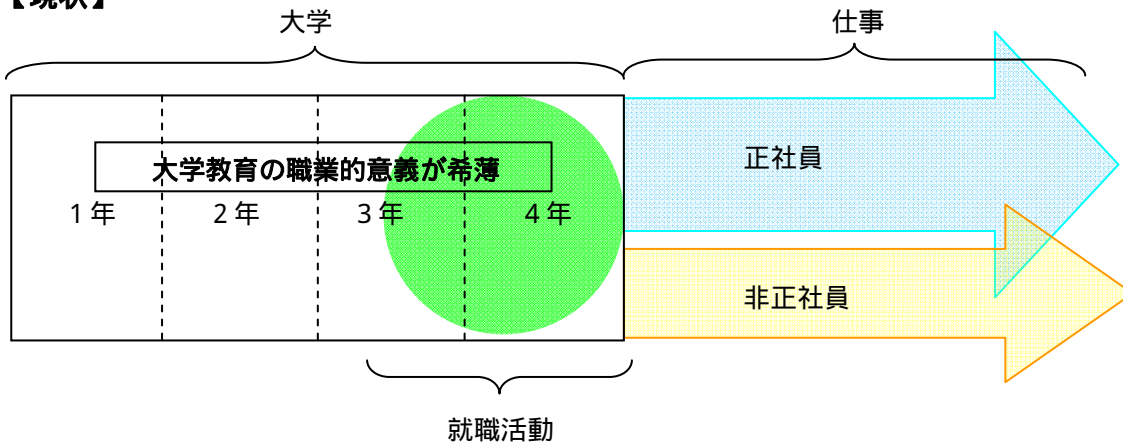 【現状】
大学
仕事
大学教育の職業的意義が希薄
1年
2年
3年
4年
正社員
非正社員
就職活動